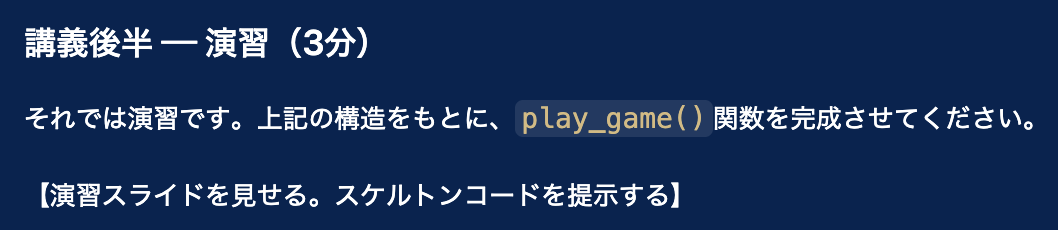 講義後半 — 演習（3分）
それでは演習です。上記の構造をもとに、play_game()関数を完成させてください。
【演習スライドを見せる。スケルトンコードを提示する】